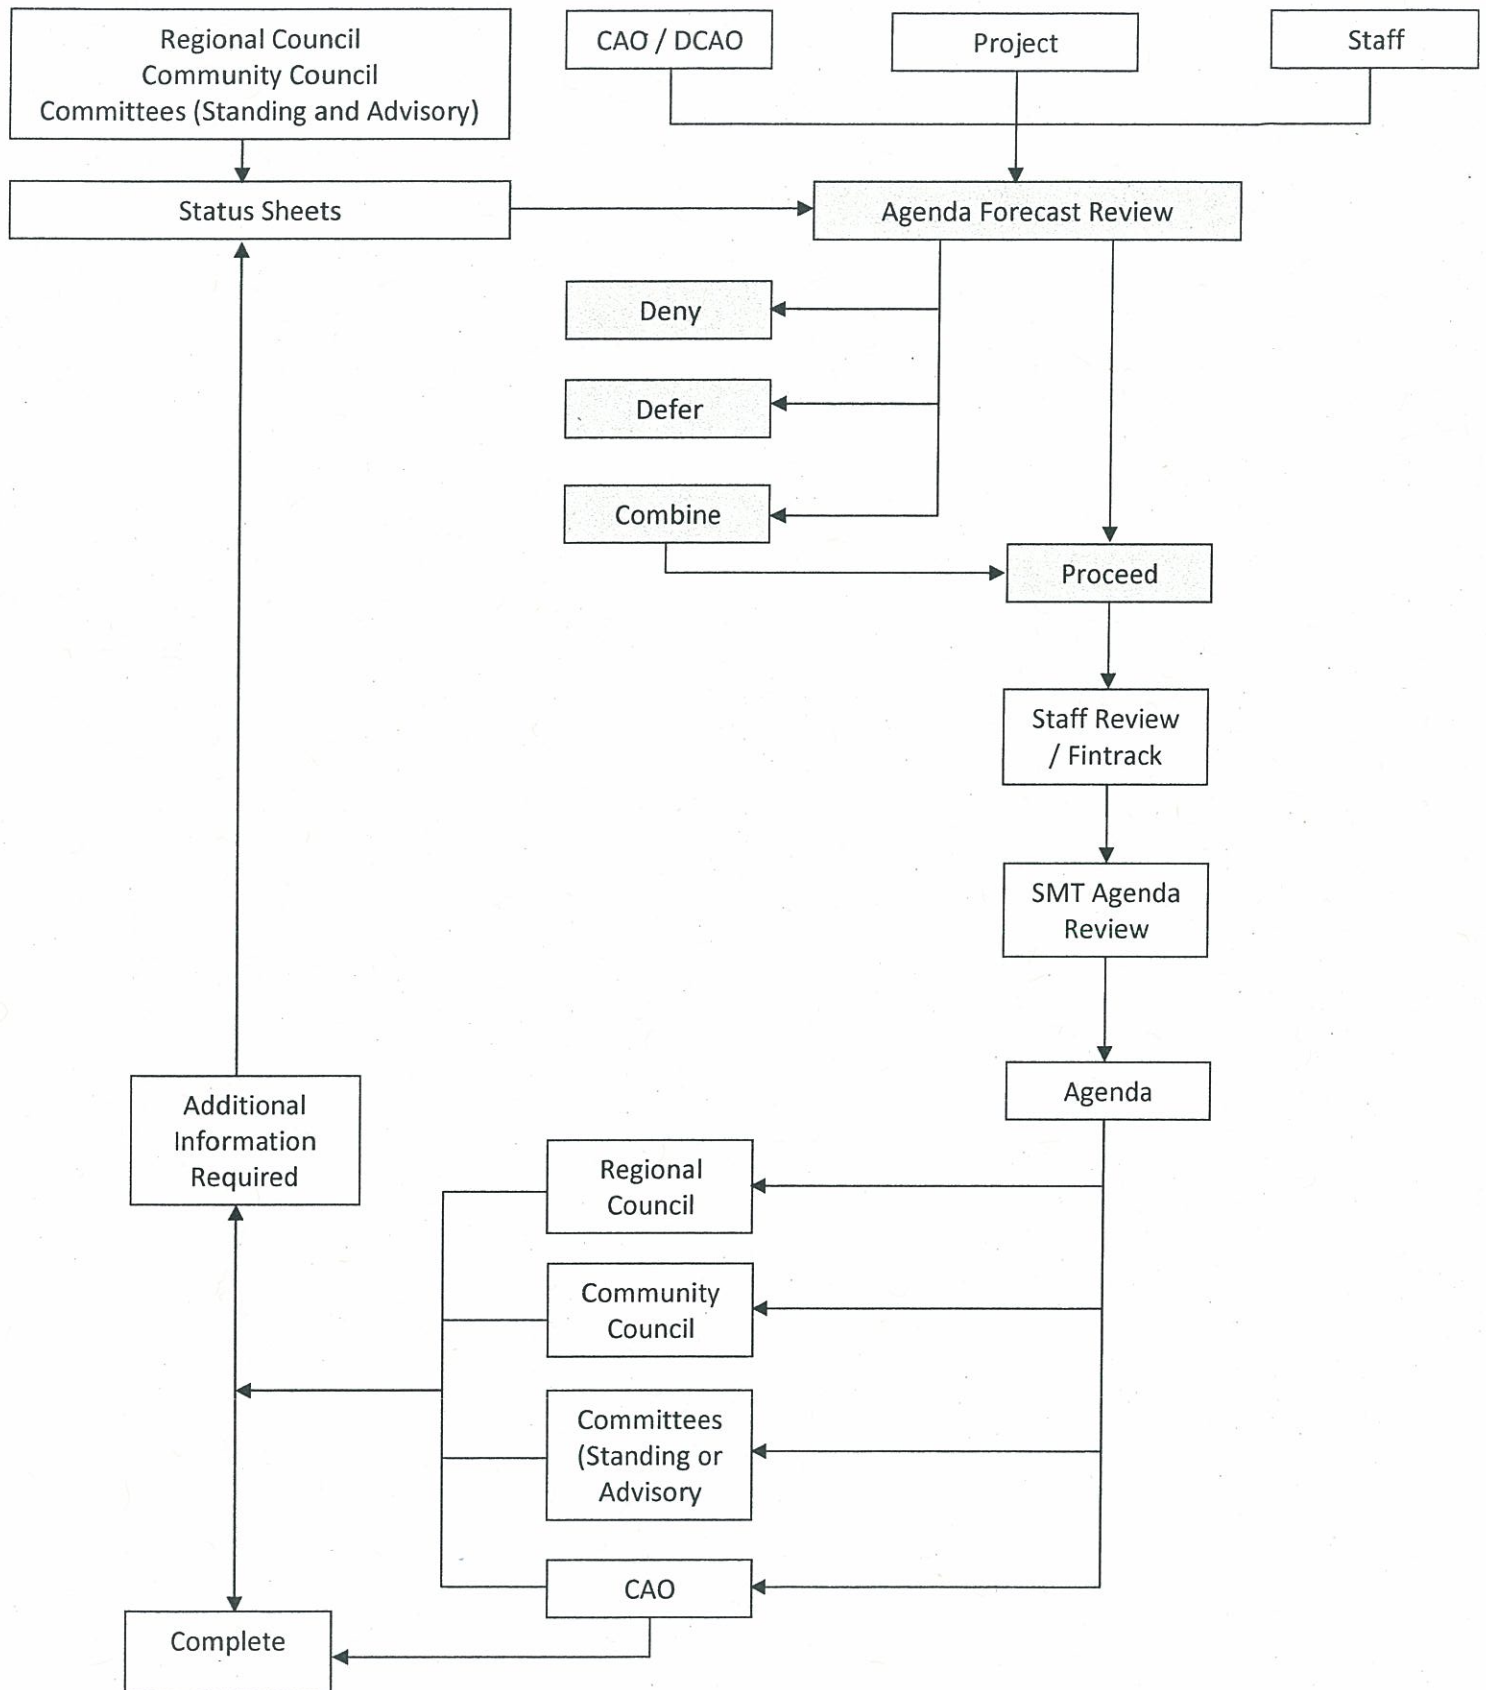 Regional Council
Community Council
Committees (Standing and Advisory)
CAO / DCAO
Project
Staff
Status Sheets
Agenda Forecast Review
Deny
Defer
Combine
Proceed
Staff Review
/ Fintrack
SMT Agenda
Review
Agenda
Additional
Information
Required
Regional
Council
Community
Council
Committees
(Standing or
Advisory
CAO
Complete